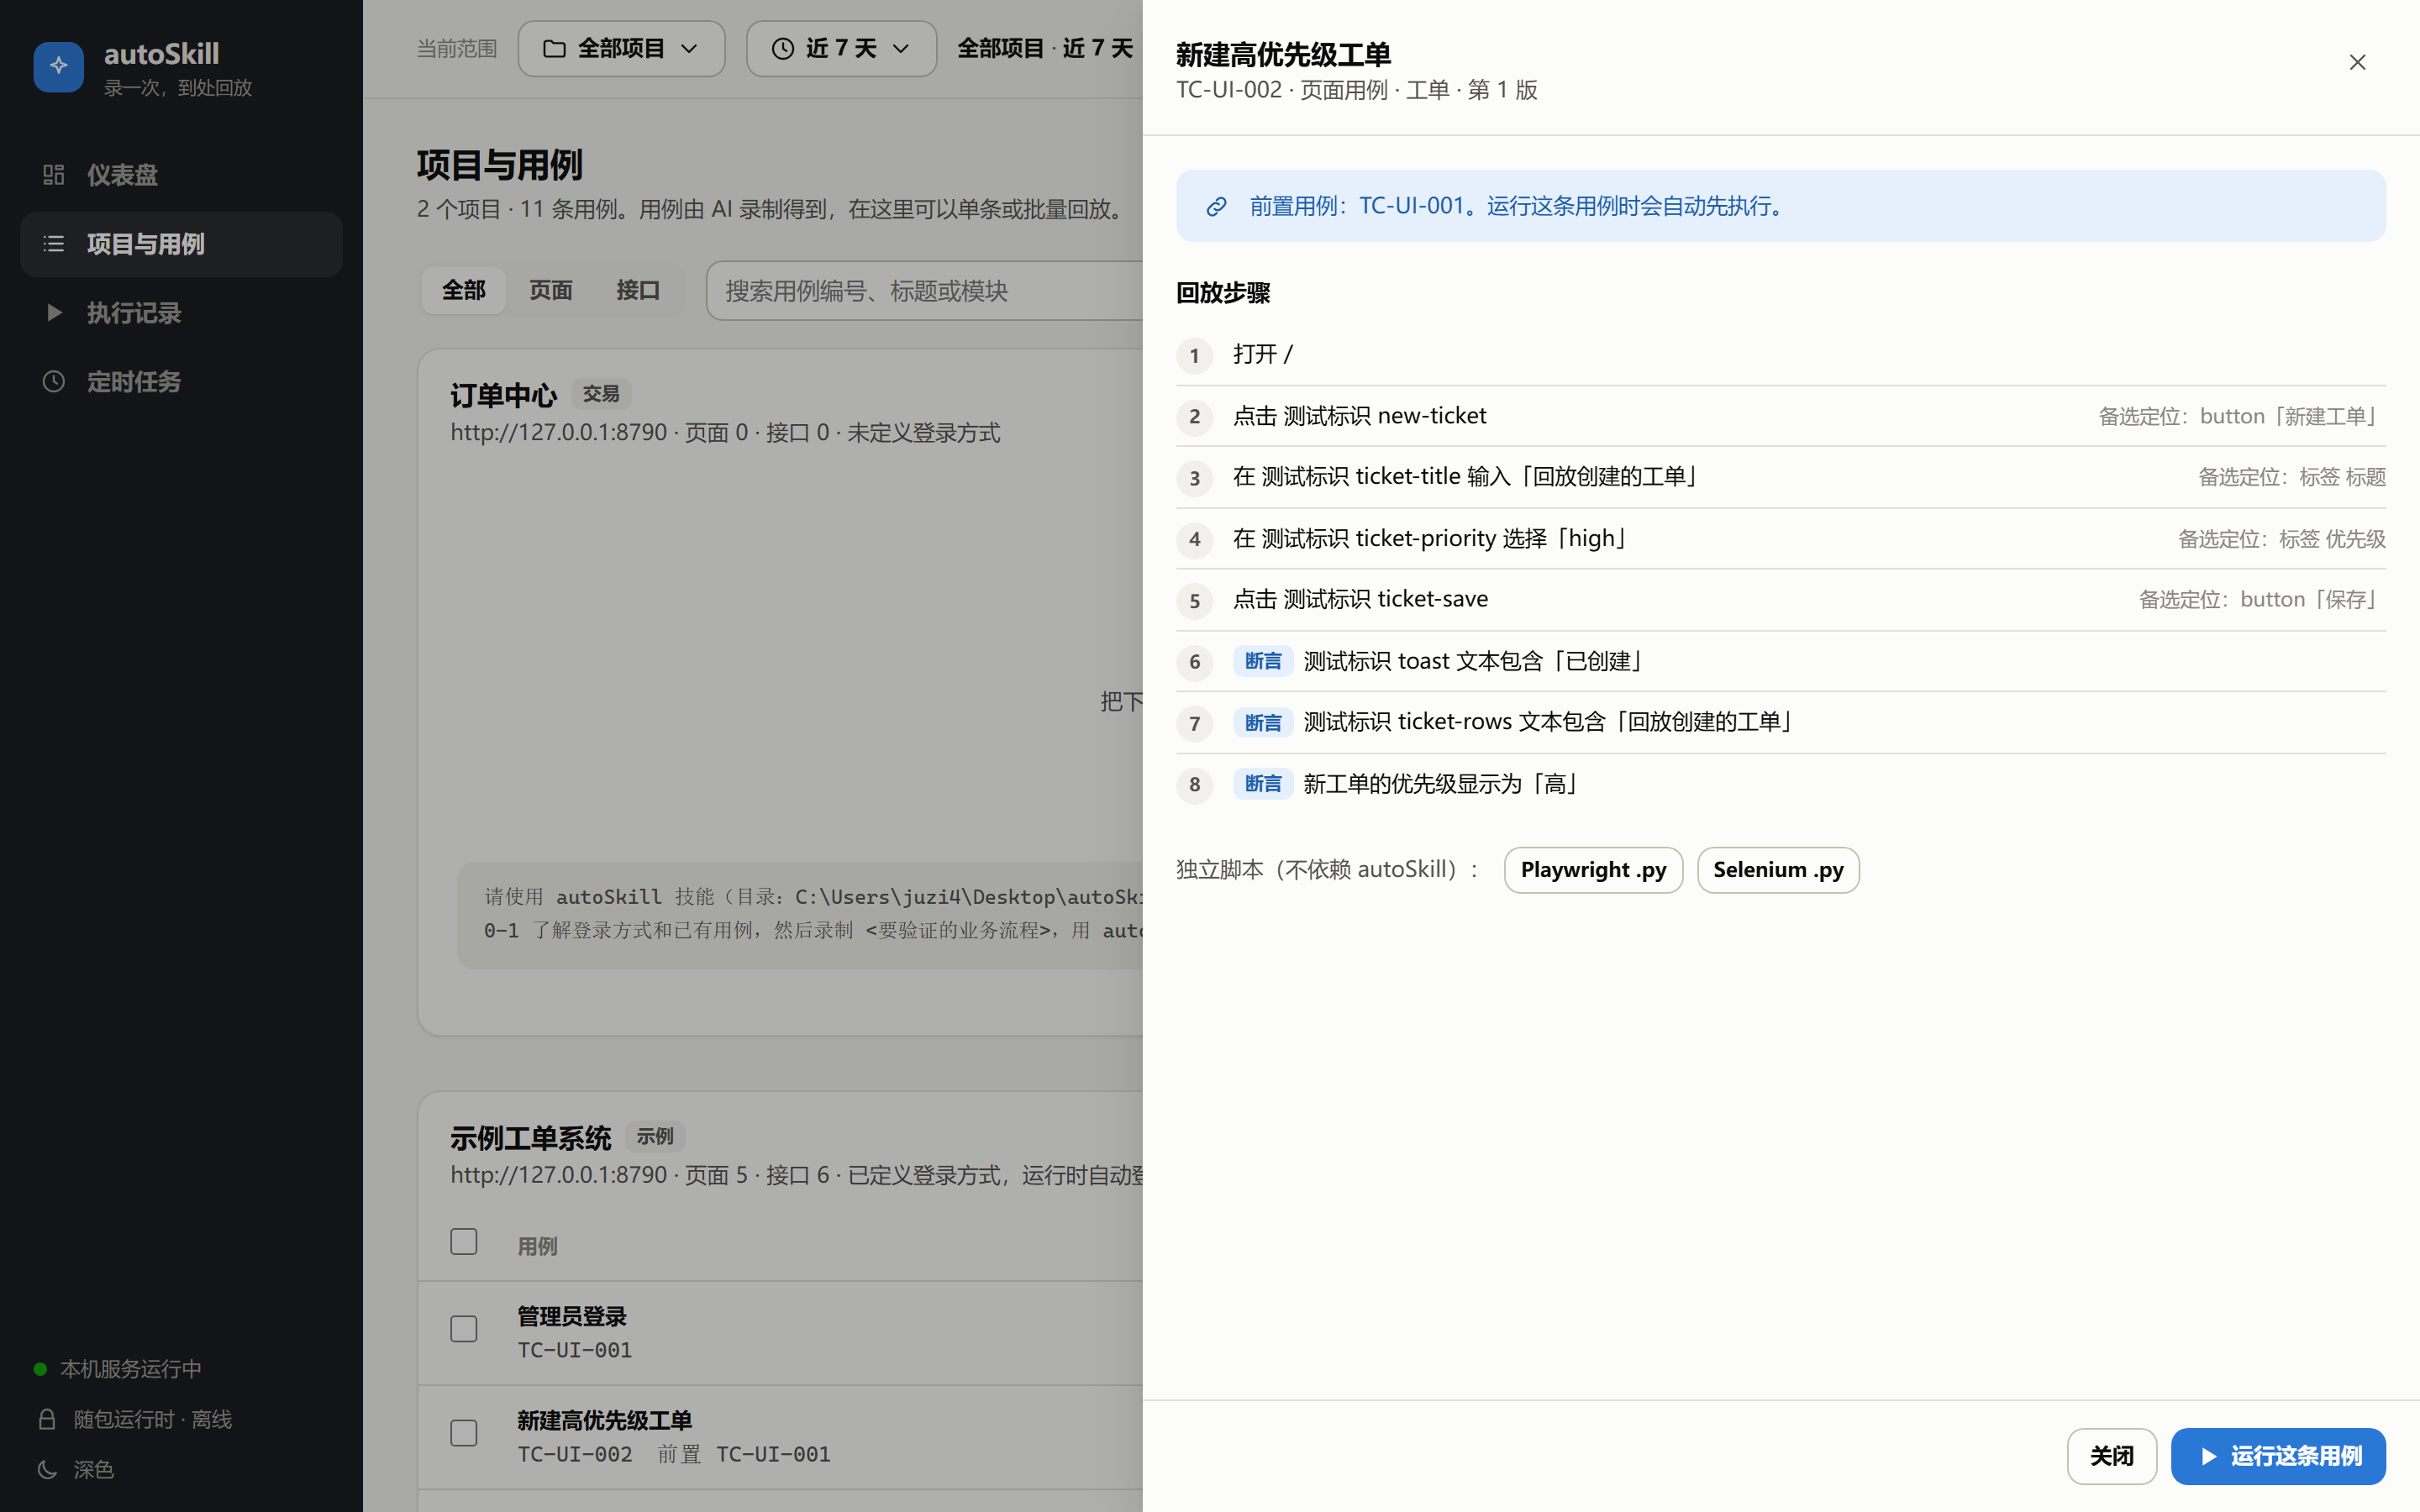 autoSkill
录一次，到处回放
仪表盘
项目与用例
执行记录
定时任务
本机服务运行中
随包运行时 · 离线
深色
当前范围
全部项目
近 7 天
全部项目 · 近 7 天
项目与用例
2 个项目 · 11 条用例。用例由 AI 录制得到，在这里可以单条或批量回放。
全部
页面
接口
搜索用例编号、标题或模块
订单中心 交易
http://127.0.0.1:8790 · 页面 0 · 接口 0 · 未定义登录方式
把下
请使用 autoSkill 技能（目录：C:\Users\juzi4\Desktop\autoSki
0-1 了解登录方式和已有用例，然后录制 <要验证的业务流程>，用 auto
示例工单系统 示例
http://127.0.0.1:8790 · 页面 5 · 接口 6 · 已定义登录方式，运行时自动登
用例
管理员登录
TC-UI-001
新建高优先级工单
TC-UI-002 前置 TC-UI-001
新建高优先级工单
TC-UI-002 · 页面用例 · 工单 · 第 1 版
前置用例：TC-UI-001。运行这条用例时会自动先执行。
回放步骤
1 打开 /
2 点击 测试标识 new-ticket 备选定位：button「新建工单」
3 在 测试标识 ticket-title 输入「回放创建的工单」 备选定位：标签 标题
4 在 测试标识 ticket-priority 选择「high」 备选定位：标签 优先级
5 点击 测试标识 ticket-save 备选定位：button「保存」
6 断言 测试标识 toast 文本包含「已创建」
7 断言 测试标识 ticket-rows 文本包含「回放创建的工单」
8 断言 新工单的优先级显示为「高」
独立脚本（不依赖 autoSkill）： Playwright .py Selenium .py
关闭
运行这条用例